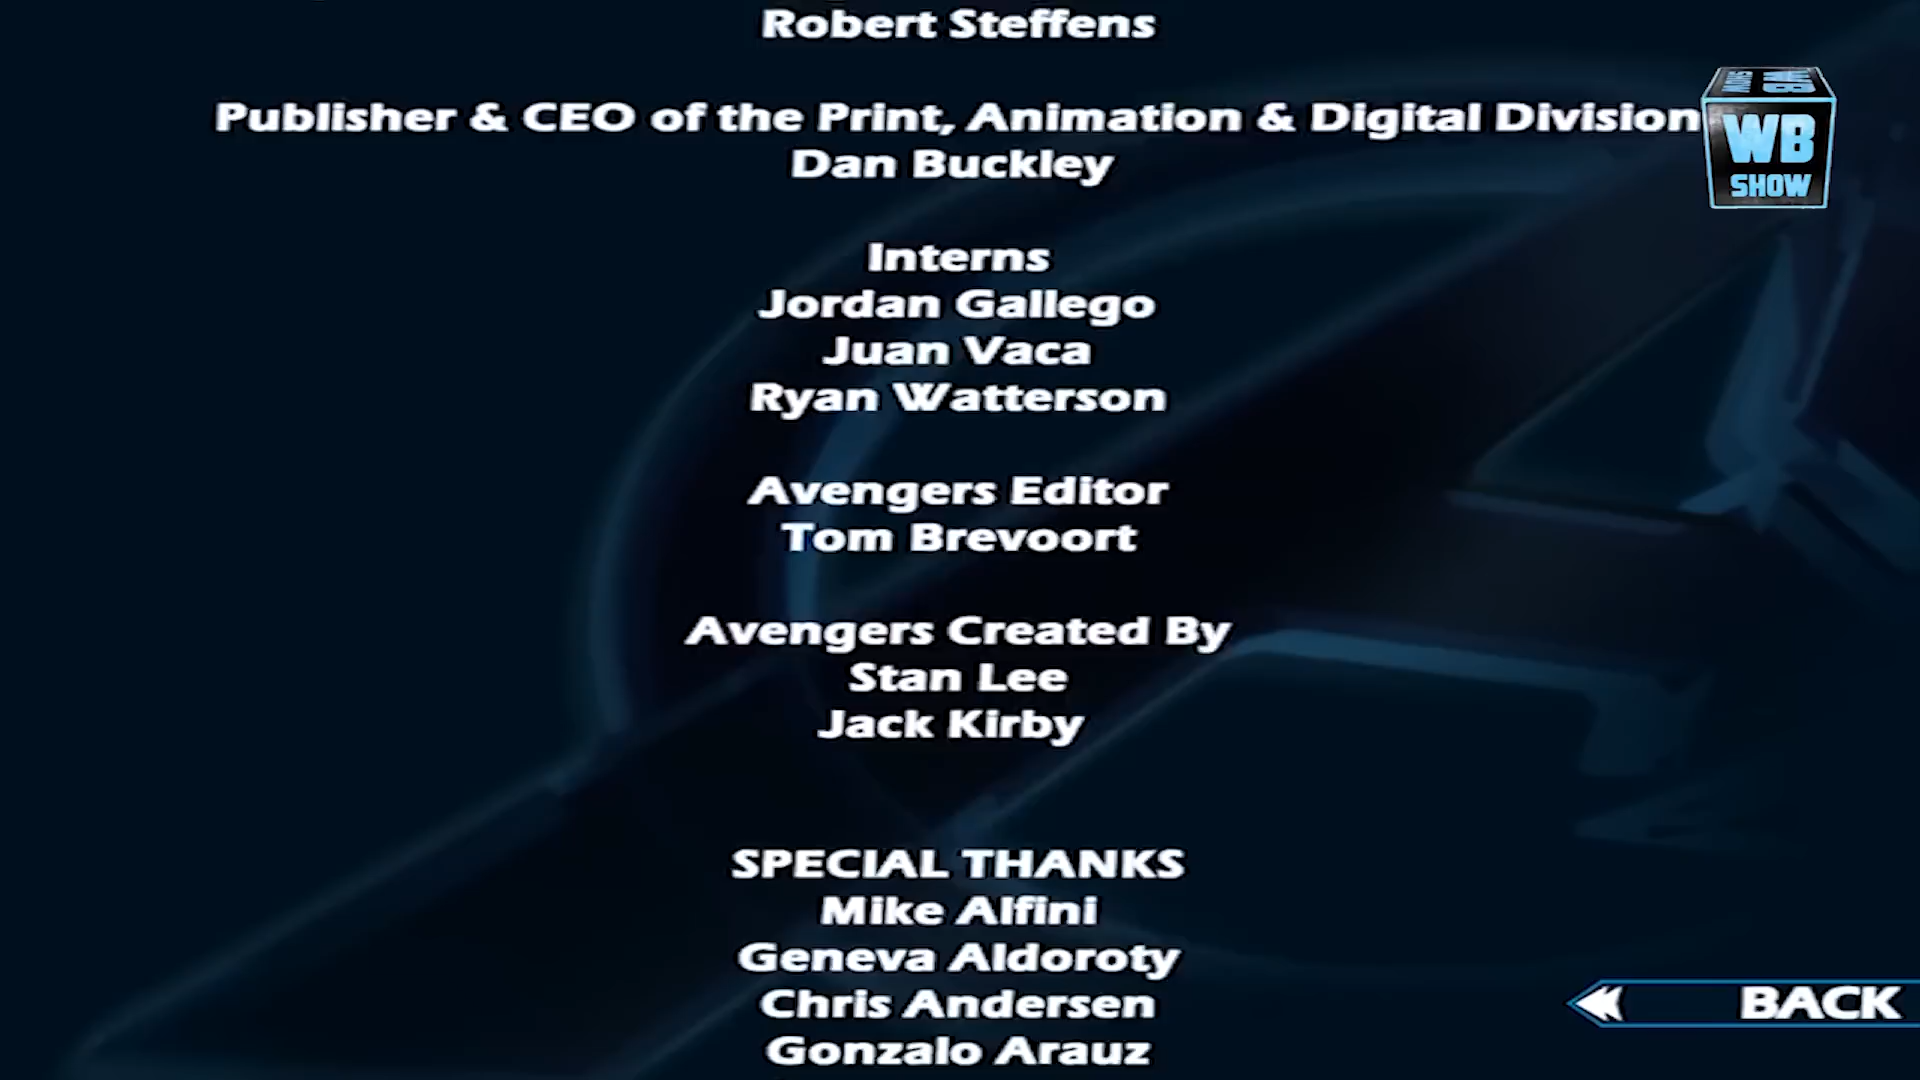 Robert Steffens
Publisher & CEO of the Print, Animation & Digital Division
Dan Buckley
Interns
Jordan Gallego
Juan Vaca
Ryan Watterson
Avengers Editor
Tom Brevoort
Avengers Created By
Stan Lee
Jack Kirby
SPECIAL THANKS
Mike Alfini
Geneva Aldoroty
Chris Andersen
Gonzalo Arauz
WB
SHOW
WB
SHOW
BACK